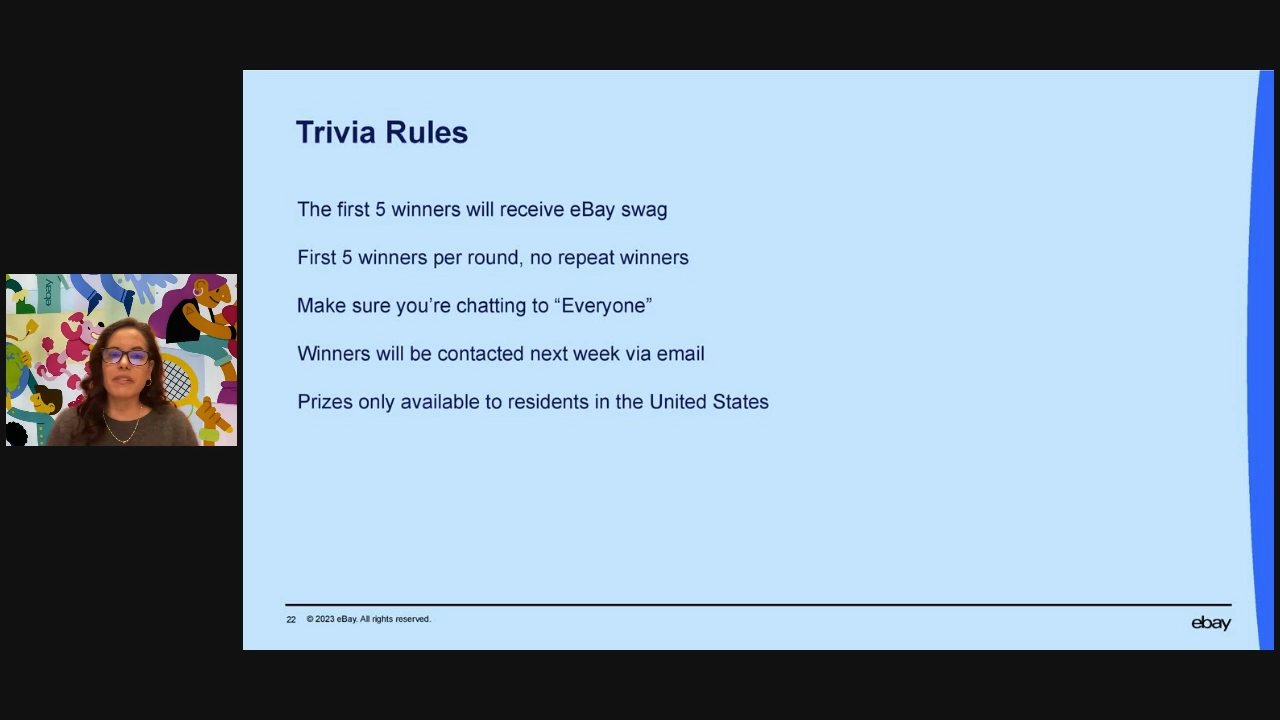 Trivia Rules
The first 5 winners will receive eBay swag
First 5 winners per round, no repeat winners
Make sure you’re chatting to “Everyone”
Winners will be contacted next week via email
Prizes only available to residents in the United States
22 © 2023 eBay. All rights reserved.
ebay
ebay